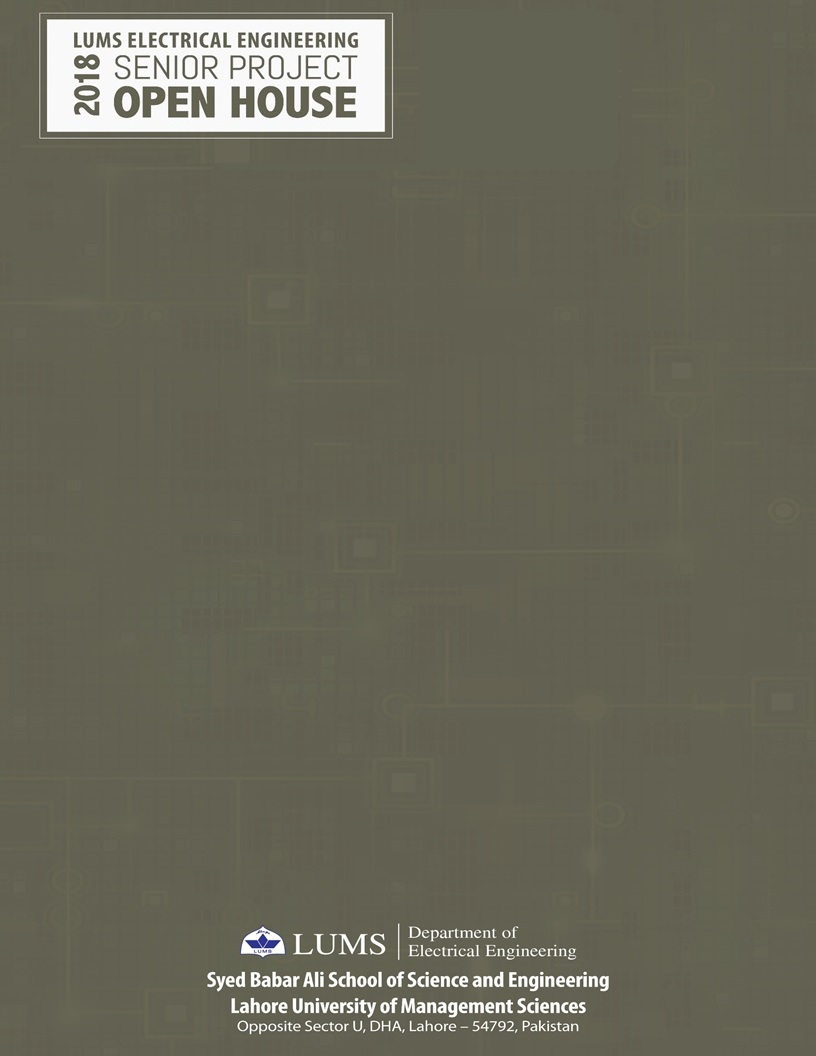 LUMS ELECTRICAL ENGINEERING
2018
SENIOR PROJECT
OPEN HOUSE
LUMS
LUMS
Department of
Electrical Engineering
Syed Babar Ali School of Science and Engineering
Lahore University of Management Sciences
Opposite Sector U, DHA, Lahore – 54792, Pakistan